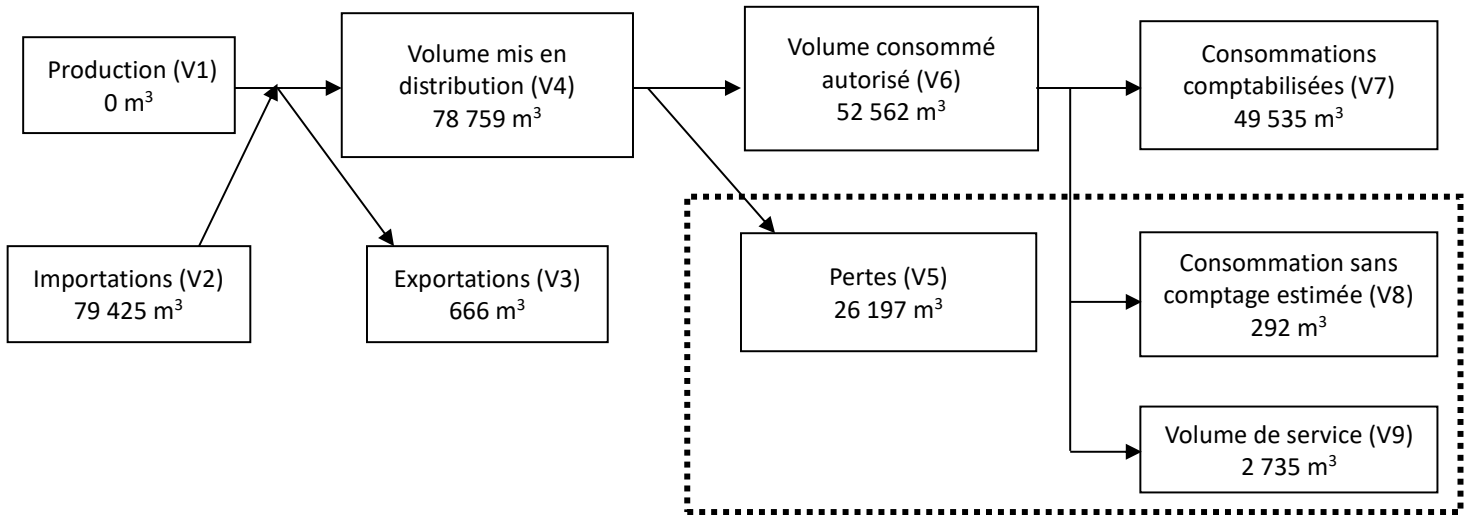 Production (V1)
0 m³
Volume mis en
distribution (V4)
78 759 m³
Volume consommé
autorisé (V6)
52 562 m³
Consommations
comptabilisées (V7)
49 535 m³
Importations (V2)
79 425 m³
Exportations (V3)
666 m³
Pertes (V5)
26 197 m³
Consommation sans
comptage estimée (V8)
292 m³
Volume de service (V9)
2 735 m³